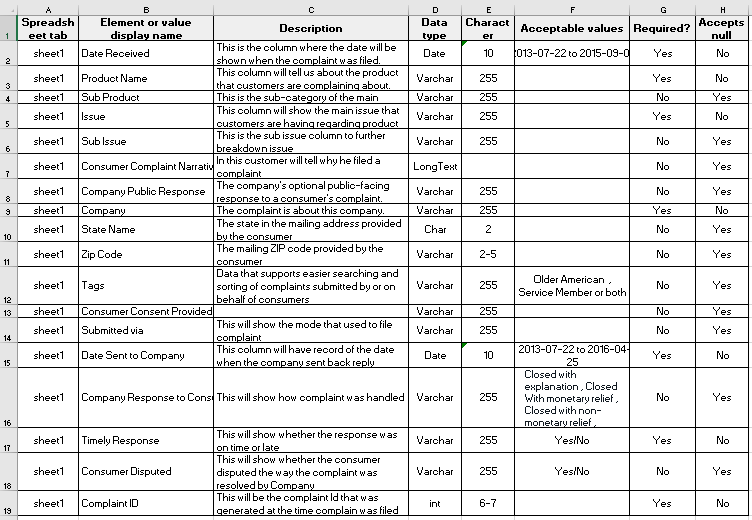 A B C D E F G H
Spreadsh Element or value Description Data Charact Acceptable values Required? Accepts
1 eet tab display name type er null
2 sheet1 Date Received This is the column where the date will be Date 10 013-07-22 to 2015-09-0 Yes No
shown when the complaint was filed.
3 sheet1 Product Name This column will tell us about the product Varchar 255 Yes No
that customers are complaining about.
4 sheet1 Sub Product This is the sub-category of the main Varchar 255 No Yes
5 sheet1 Issue This column will show the main issue that Varchar 255 Yes No
customers are having regarding product
6 sheet1 Sub Issue This is the sub issue column to further Varchar 255 No Yes
breakdown issue
7 sheet1 Consumer Complaint Narrativ In this customer will tell why he filed a LongText No Yes
complaint
8 sheet1 Company Public Response The company's optional public-facing Varchar 255 No Yes
response to a consumer's complaint.
9 sheet1 Company The complaint is about this company. Varchar 255 Yes No
10 sheet1 State Name The state in the mailing address provided Char 2 No Yes
by the consumer
11 sheet1 Zip Code The mailing ZIP code provided by the Varchar 2-5 No Yes
consumer
12 sheet1 Tags Data that supports easier searching and Varchar 255 Older American , No Yes
sorting of complaints submitted by or on Service Member or both
behalf of consumers
13 sheet1 Consumer Consent Provided Varchar 255 No Yes
14 sheet1 Submitted via This will show the mode that used to file Varchar 255 No Yes
complaint
15 sheet1 Date Sent to Company This column will have record of the date Date 10 2013-07-22 to 2016-04- Yes No
when the company sent back reply 25
16 sheet1 Company Response to Cons This will show how complaint was handled Varchar 255 Closed with No Yes
explanation , Closed
With monetary relief ,
Closed with non-
monetary relief ,
17 sheet1 Timely Response This will show whether the response was Varchar 255 Yes/No Yes No
on time or late
18 sheet1 Consumer Disputed This will show whether the consumer Varchar 255 Yes/No No Yes
disputed the way the complaint was
resolved by Company
19 sheet1 Complaint ID This will be the complaint Id that was int 6-7 Yes No
generated at the time complain was filed